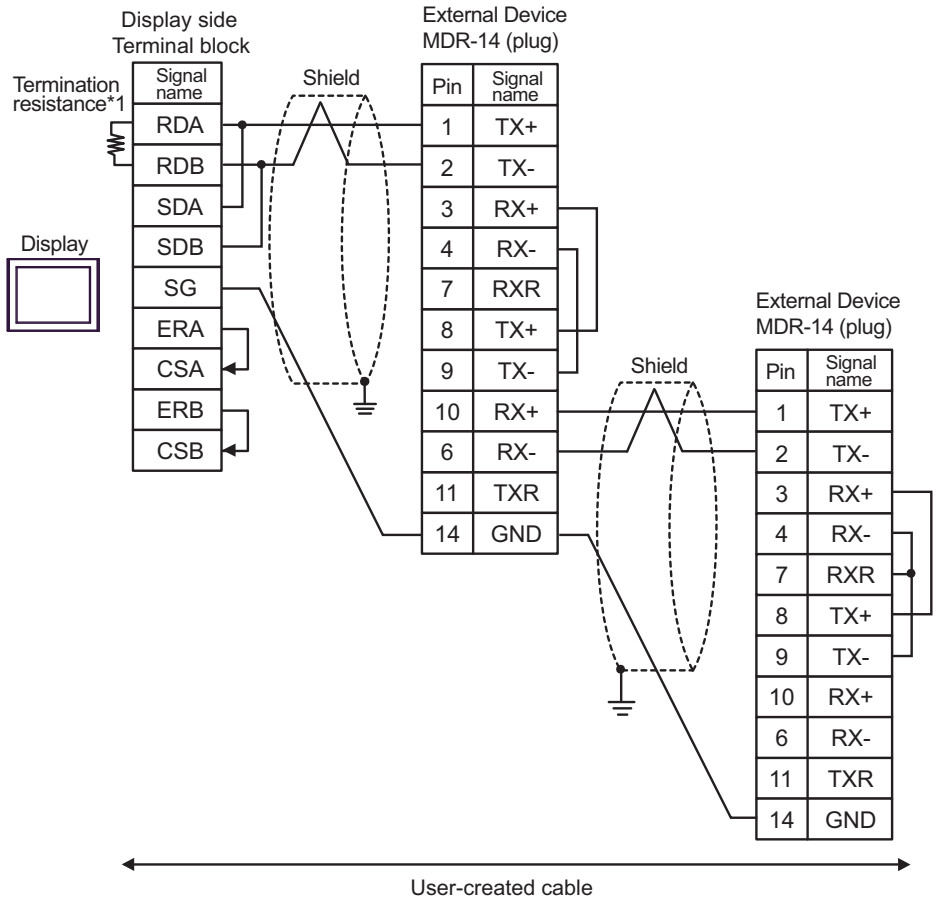 Display side
Terminal block
External Device
MDR-14 (plug)
Termination
resistance*1
Signal
name
RDA
RDB
SDA
SDB
SG
ERA
CSA
ERB
CSB
Display
Shield
Pin Signal
name
1 TX+
2 TX-
3 RX+
4 RX-
7 RXR
8 TX+
9 TX-
10 RX+
6 RX-
11 TXR
14 GND
Shield
External Device
MDR-14 (plug)
Pin Signal
name
1 TX+
2 TX-
3 RX+
4 RX-
7 RXR
8 TX+
9 TX-
10 RX+
6 RX-
11 TXR
14 GND
User-created cable